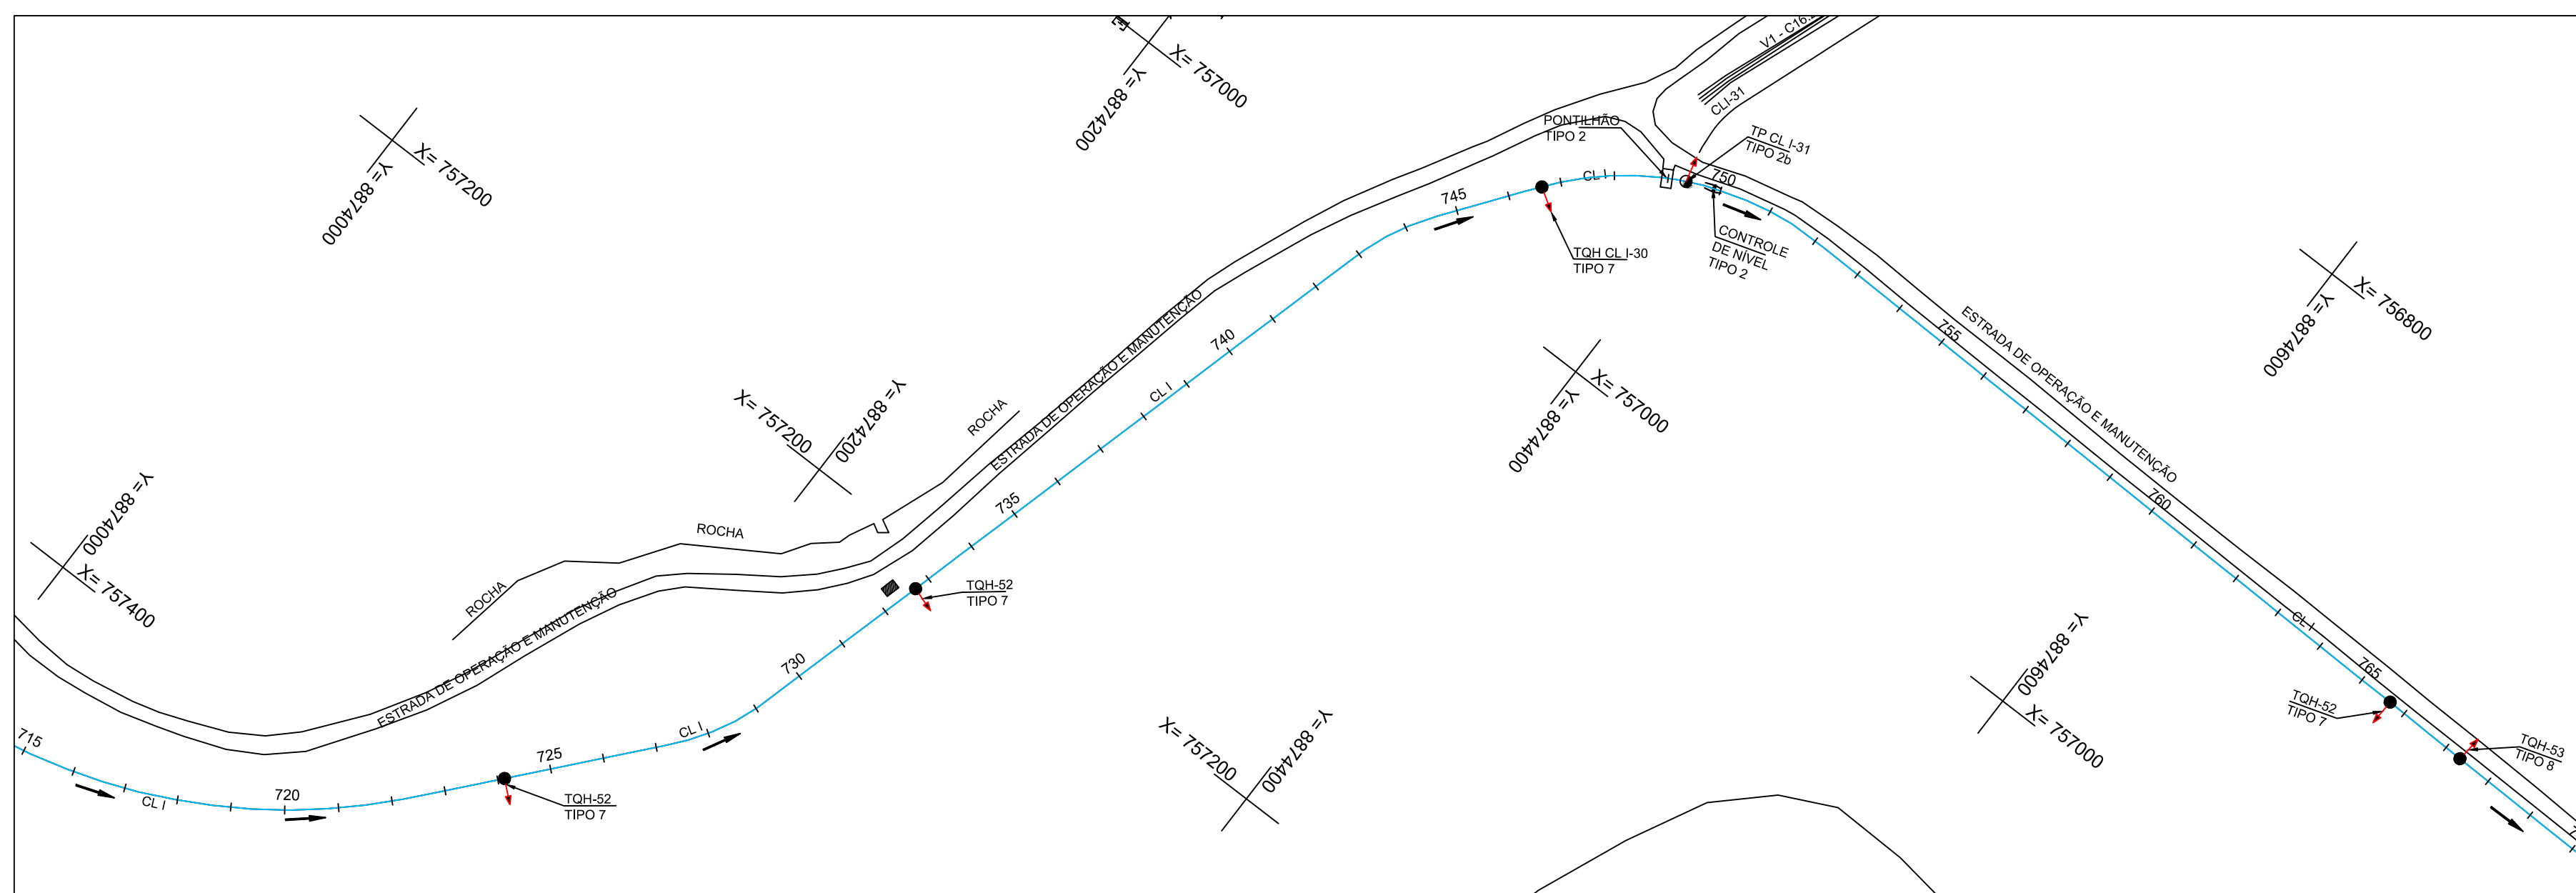 V1 - C16.
CLI-31
X= 757000
Y= 8874200
X= 757200
Y= 8874000
PONTILHÃO
TIPO 2
TP CL I-31
TIPO 2b
750
CL I
745
CONTROLE
DE NÍVEL
TIPO 2
TQH CL I-30
TIPO 7
X= 756800
Y= 8874600
ESTRADA DE OPERAÇÃO E MANUTENÇÃO
755
740
CL I
ESTRADA DE OPERAÇÃO E MANUTENÇÃO
X= 757000
Y= 8874400
X= 757200
Y= 8874200
ROCHA
ROCHA
ROCHA
735
760
Y= 8874000
X= 757400
TQH-52
TIPO 7
ESTRADA DE OPERAÇÃO E MANUTENÇÃO
CL I
Y= 8874600
X= 757000
730
765
TQH-52
TIPO 7
TQH-53
TIPO 8
X= 757200
Y= 8874400
CL I
715
725
CL I
720
TQH-52
TIPO 7